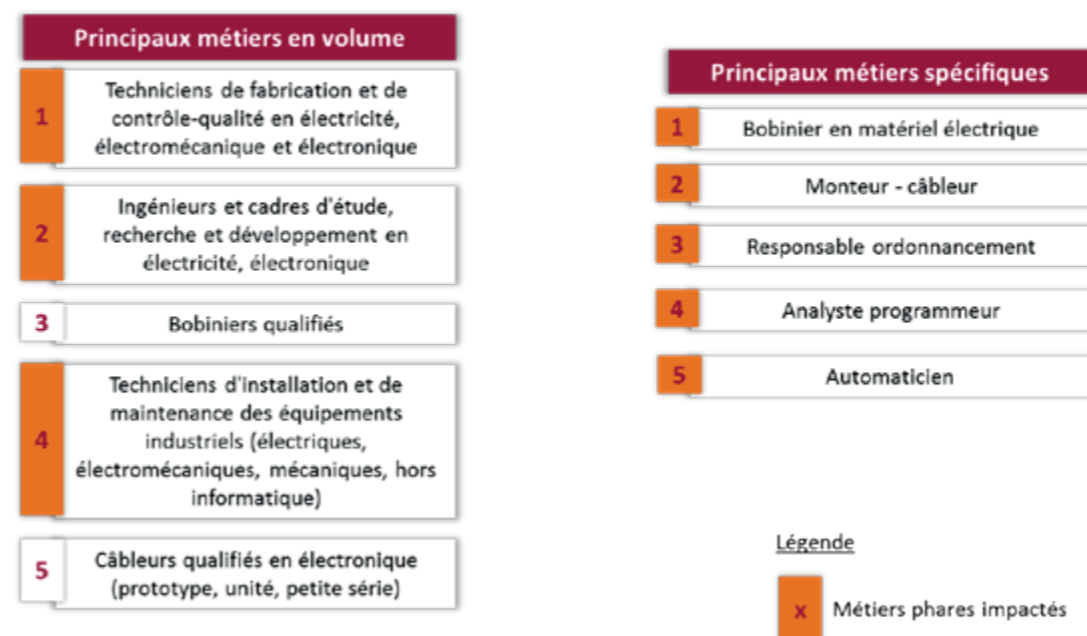 Principaux métiers en volume
1
Techniciens de fabrication et de
contrôle-qualité en électricité,
électromécanique et électronique
2
Ingénieurs et cadres d'étude,
recherche et développement en
électricité, électronique
3
Bobiniers qualifiés
4
Techniciens d'installation et de
maintenance des équipements
industriels (électriques,
électromécaniques, mécaniques, hors
informatique)
5
Câbleurs qualifiés en électronique
(prototype, unité, petite série)
Principaux métiers spécifiques
1
Bobinier en matériel électrique
2
Monteur - câbleur
3
Responsable ordonnancement
4
Analyste programmeur
5
Automaticien
Légende
x
Métiers phares impactés